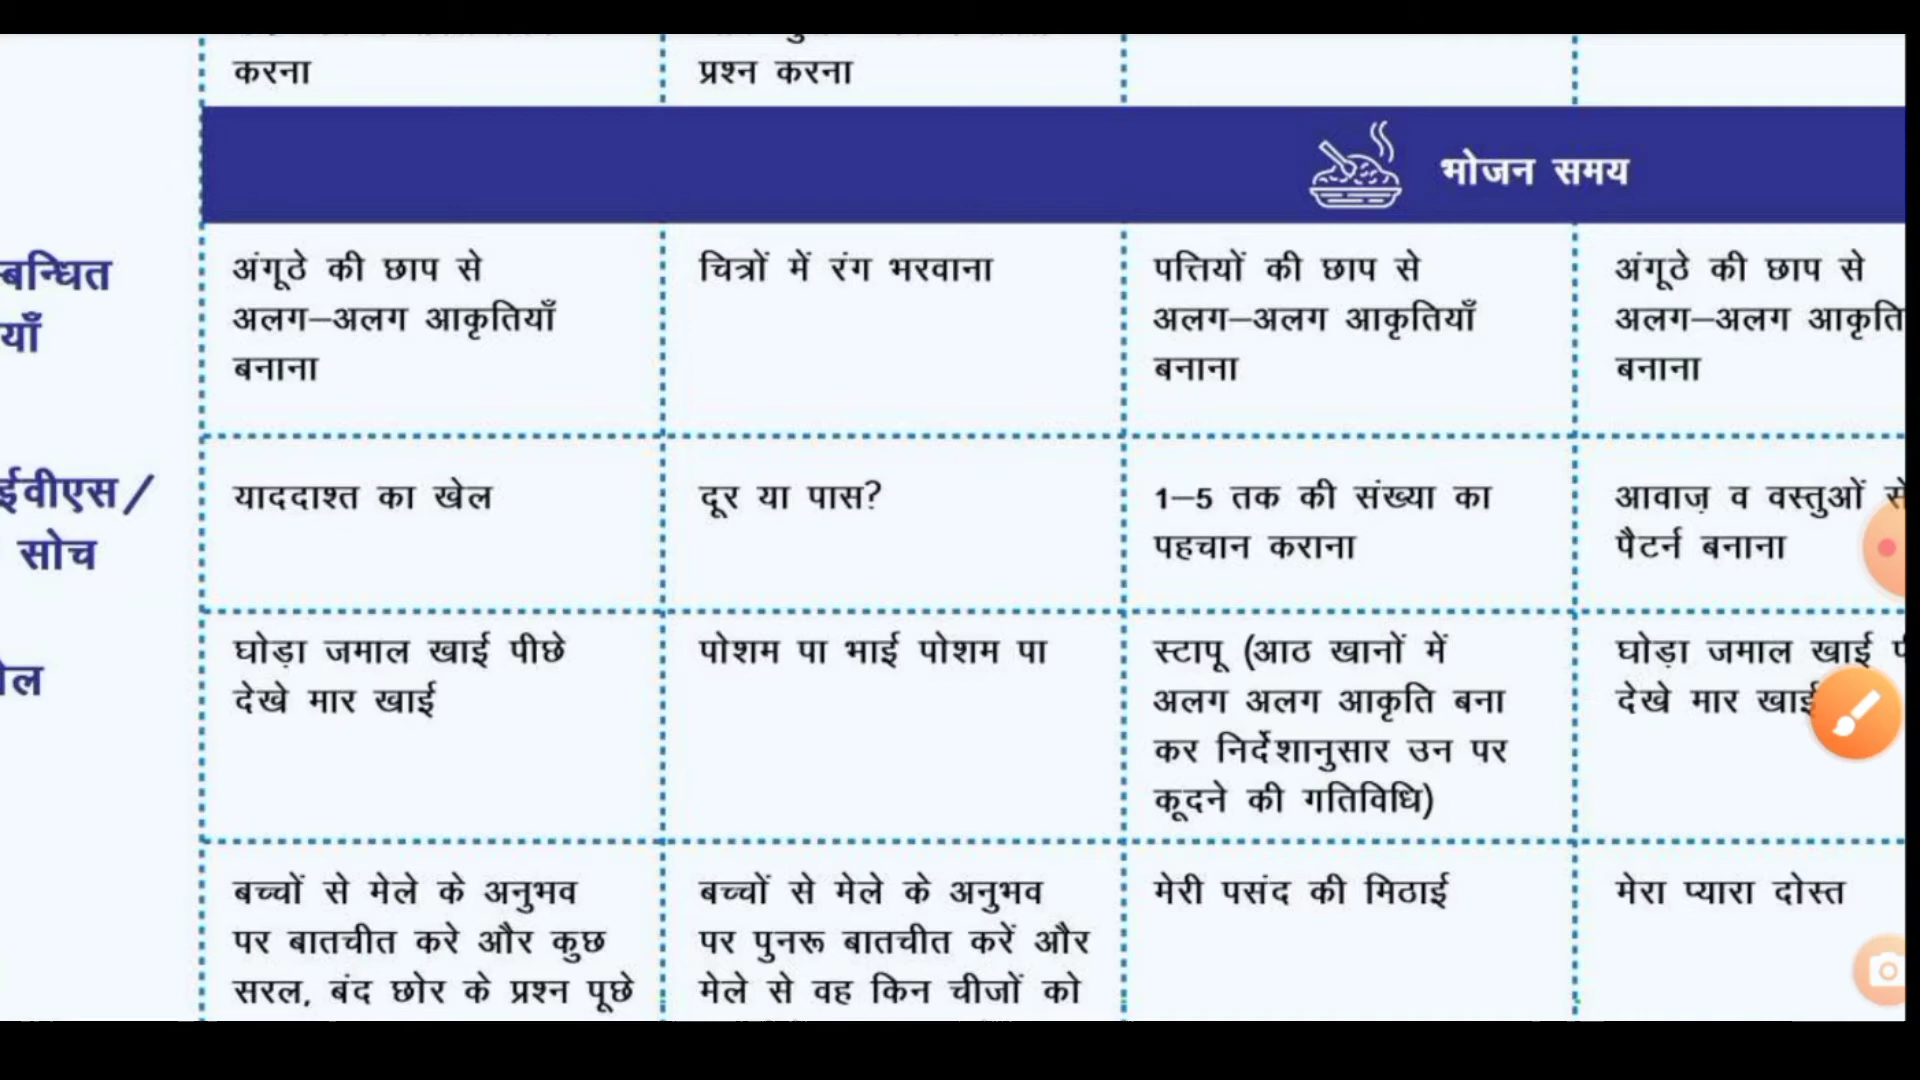 करना
प्रश्न करना
भोजन समय
बन्धित
याँ
अंगूठे की छाप से
अलग–अलग आकृतियाँ
बनाना
चित्रों में रंग भरवाना
पत्तियों की छाप से
अलग–अलग आकृतियाँ
बनाना
अंगूठे की छाप से
अलग–अलग आकृति
बनाना
ईवीएस/
सोच
याददाश्त का खेल
दूर या पास?
1–5 तक की संख्या का
पहचान कराना
आवाज़ व वस्तुओं से
पैटर्न बनाना
ेल
घोड़ा जमाल खाई पीछे
देखे मार खाई
पोशम पा भाई पोशम पा
स्टापू (आठ खानों में
अलग अलग आकृति बना
कर निर्देशानुसार उन पर
कूदने की गतिविधि)
घोड़ा जमाल खाई
देखे मार खाई
बच्चों से मेले के अनुभव
पर बातचीत करे और कुछ
सरल, बंद छोर के प्रश्न पूछे
बच्चों से मेले के अनुभव
पर पुनरू बातचीत करें और
मेले से वह किन चीजों को
मेरी पसंद की मिठाई
मेरा प्यारा दोस्त